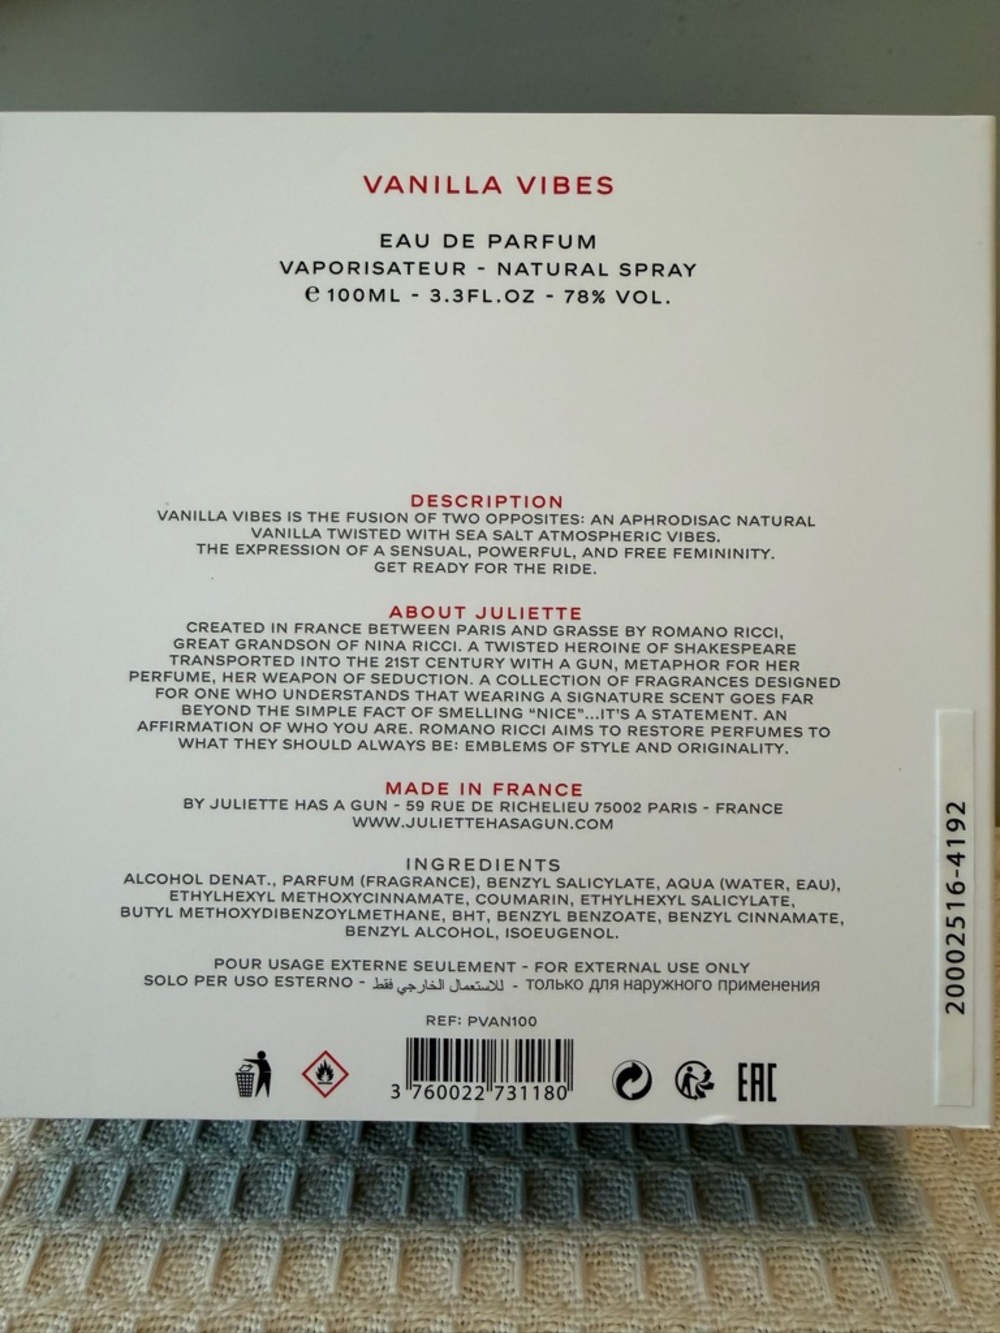 VANILLA VIBES
EAU DE PARFUM
VAPORISATEUR - NATURAL SPRAY
℮ 100ML - 3.3FL.OZ - 78% VOL.
DESCRIPTION
VANILLA VIBES IS THE FUSION OF TWO OPPOSITES: AN APHRODISAC NATURAL
VANILLA TWISTED WITH SEA SALT ATMOSPHERIC VIBES.
THE EXPRESSION OF A SENSUAL, POWERFUL, AND FREE FEMININITY.
GET READY FOR THE RIDE.
ABOUT JULIETTE
CREATED IN FRANCE BETWEEN PARIS AND GRASSE BY ROMANO RICCI,
GREAT GRANDSON OF NINA RICCI. A TWISTED HEROINE OF SHAKESPEARE
TRANSPORTED INTO THE 21ST CENTURY WITH A GUN, METAPHOR FOR HER
PERFUME, HER WEAPON OF SEDUCTION. A COLLECTION OF FRAGRANCES DESIGNED
FOR ONE WHO UNDERSTANDS THAT WEARING A SIGNATURE SCENT GOES FAR
BEYOND THE SIMPLE FACT OF SMELLING "NICE"...IT'S A STATEMENT. AN
AFFIRMATION OF WHO YOU ARE. ROMANO RICCI AIMS TO RESTORE PERFUMES TO
WHAT THEY SHOULD ALWAYS BE: EMBLEMS OF STYLE AND ORIGINALITY.
MADE IN FRANCE
BY JULIETTE HAS A GUN - 59 RUE DE RICHELIEU 75002 PARIS - FRANCE
WWW.JULIETTEHASAGUN.COM
INGREDIENTS
ALCOHOL DENAT., PARFUM (FRAGRANCE), BENZYL SALICYLATE, AQUA (WATER, EAU),
ETHYLHEXYL METHOXYCINNAMATE, COUMARIN, ETHYLHEXYL SALICYLATE,
BUTYL METHOXYDIBENZOYLMETHANE, BHT, BENZYL BENZOATE, BENZYL CINNAMATE,
BENZYL ALCOHOL, ISOEUGENOL.
POUR USAGE EXTERNE SEULEMENT - FOR EXTERNAL USE ONLY
SOLO PER USO ESTERNO - للاستعمال الخارجي فقط - только для наружного применения
REF: PVAN100
3 760022 731180
EAC
20002516-4192